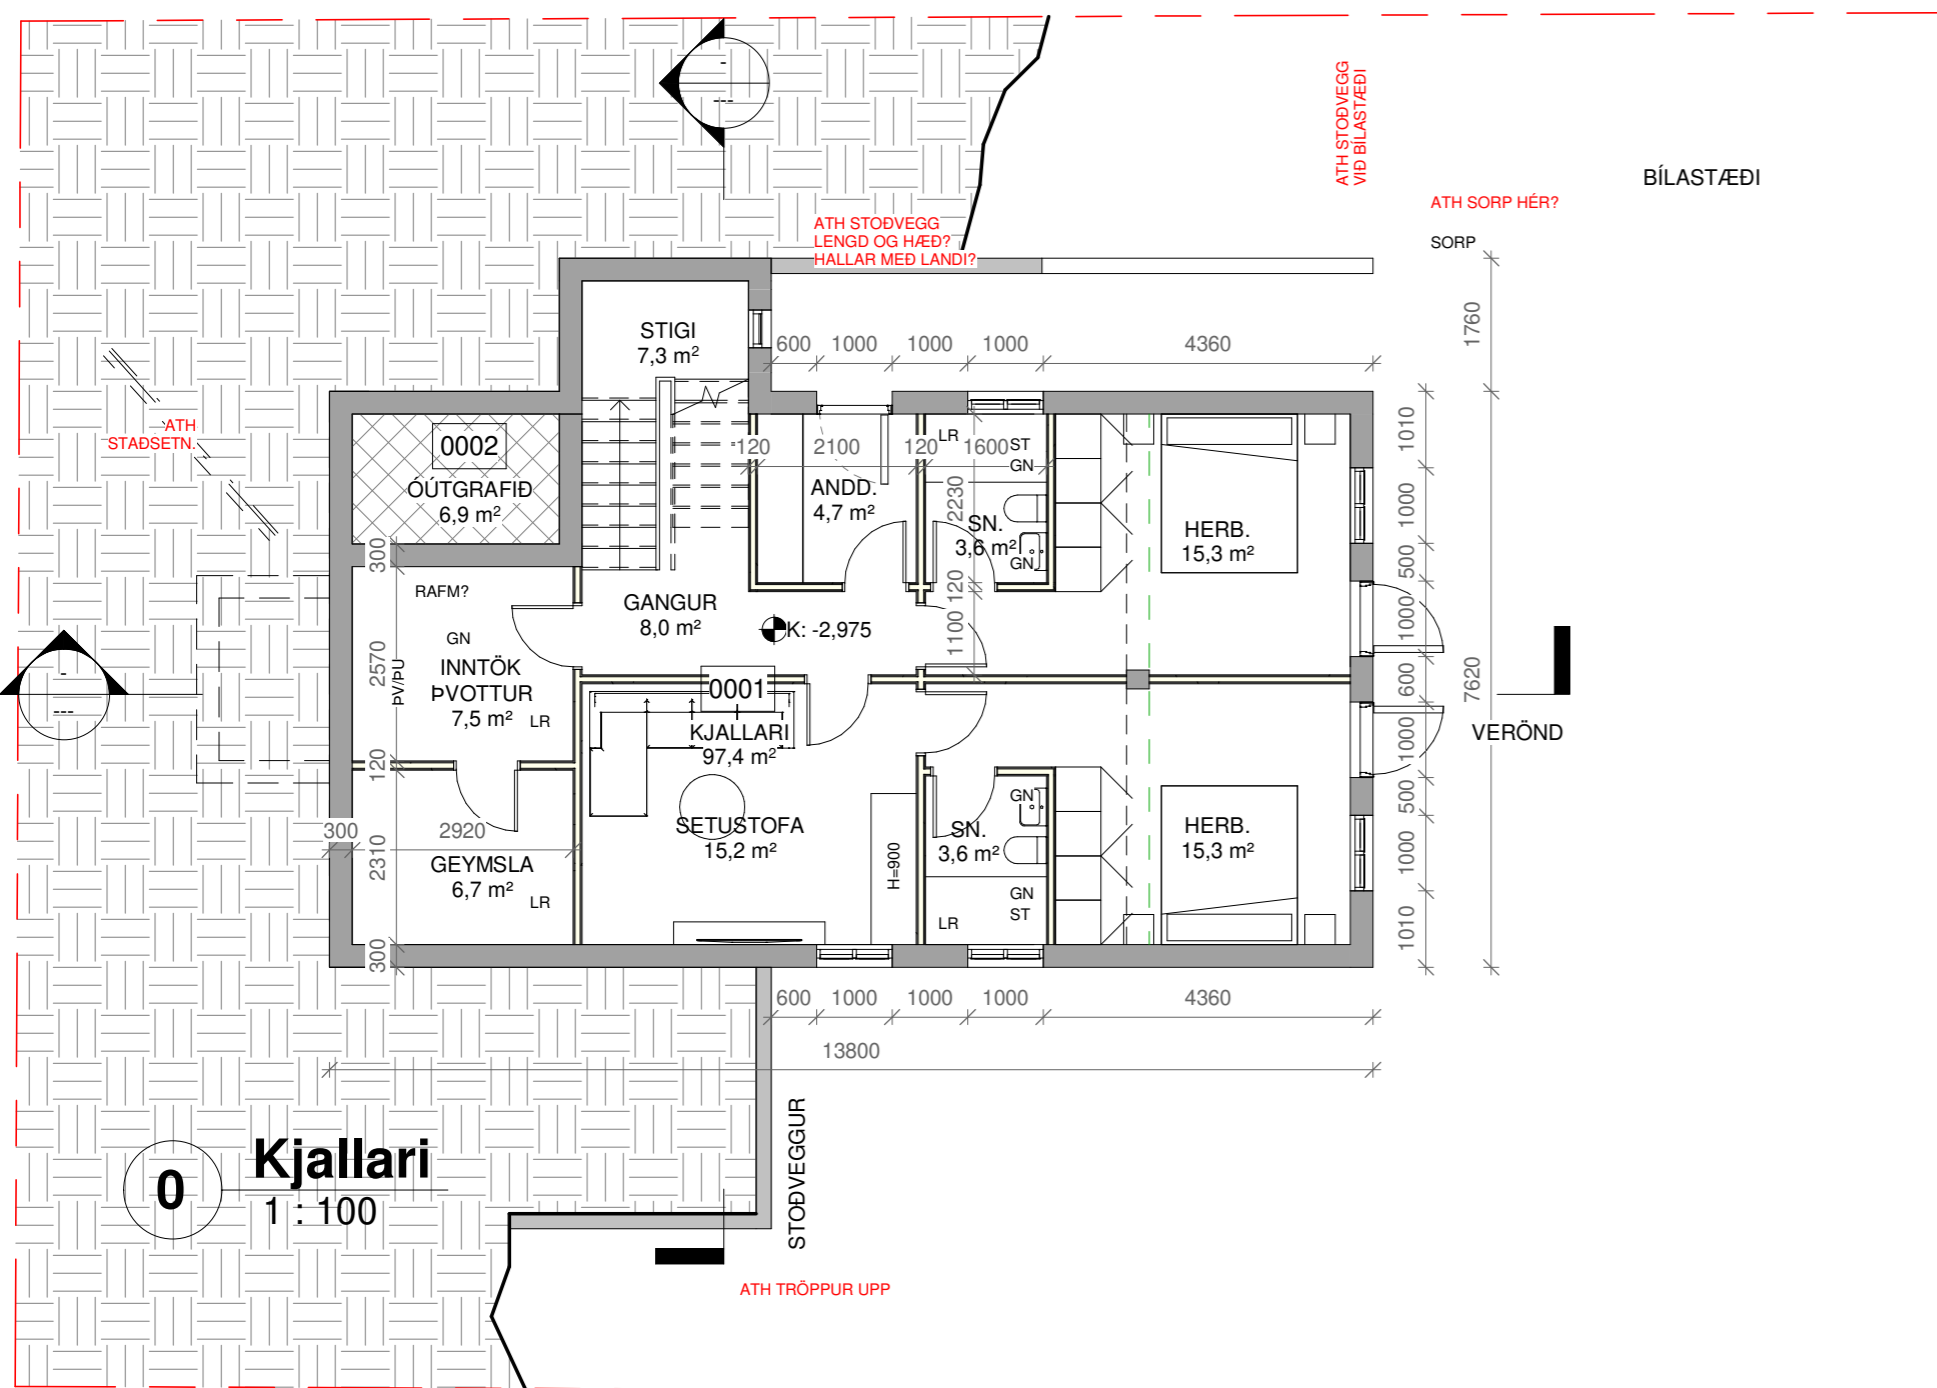 ATH STOÐVEGG
VIÐ BÍLASTÆÐI
BÍLASTÆÐI
ATH SORP HÉR?
SORP
-
---
ATH STOÐVEGG
LENGD OG HÆÐ?
HALLAR MEÐ LANDI?
1760
STIGI
7,3 m²
600
1000
1000
1000
4360
ATH
STAÐSETN.
0002
ÓÚTGRAFIÐ
6,9 m²
120
2100
120
1600
LR
ST
GN
ANDD.
4,7 m²
2230
SN.
3,6 m²
GN
HERB.
15,3 m²
1010
1000
500
1000
600
1000
500
1000
1010
7620
300
RAFM?
GN
INNTÖK
ÞVOTTUR
7,5 m²
LR
2570
ÞV/ÞU
GANGUR
8,0 m²
K: -2,975
120
1100
-
---
0001
KJALLARI
97,4 m²
VERÖND
120
300
2920
2310
GEYMSLA
6,7 m²
LR
300
SETUSTOFA
15,2 m²
H=900
GN
SN.
3,6 m²
GN
ST
LR
HERB.
15,3 m²
600
1000
1000
1000
4360
13800
STOÐVEGGUR
0
Kjallari
1 : 100
ATH TRÖPPUR UPP